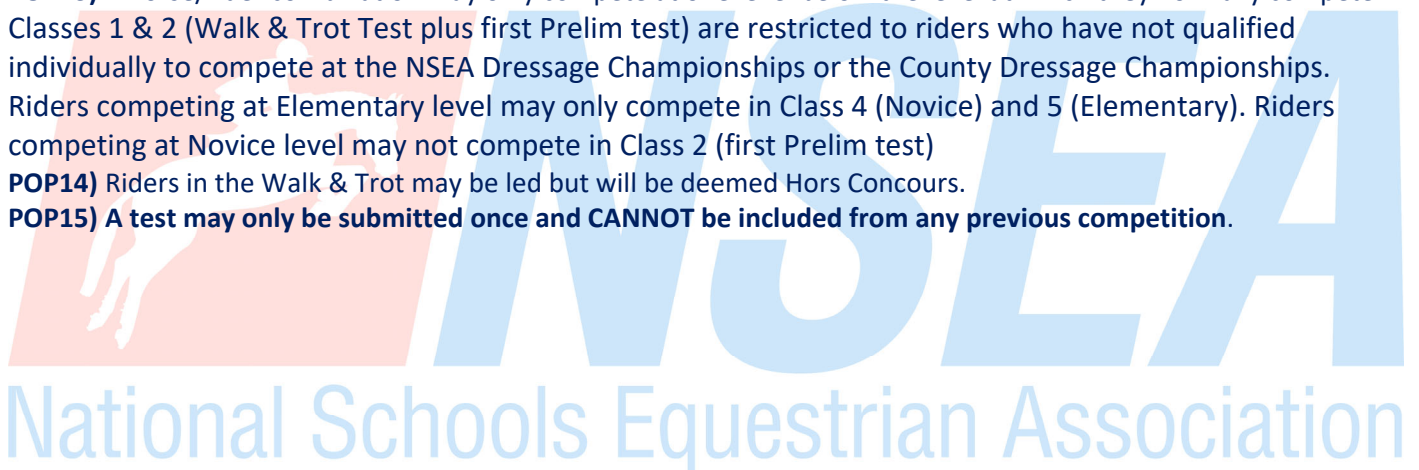 Classes 1 & 2 (Walk & Trot Test plus first Prelim test) are restricted to riders who have not qualified
individually to compete at the NSEA Dressage Championships or the County Dressage Championships.
Riders competing at Elementary level may only compete in Class 4 (Novice) and 5 (Elementary). Riders
competing at Novice level may not compete in Class 2 (first Prelim test)
POP14) Riders in the Walk & Trot may be led but will be deemed Hors Concours.
POP15) A test may only be submitted once and CANNOT be included from any previous competition.
NSEA
National Schools Equestrian Association